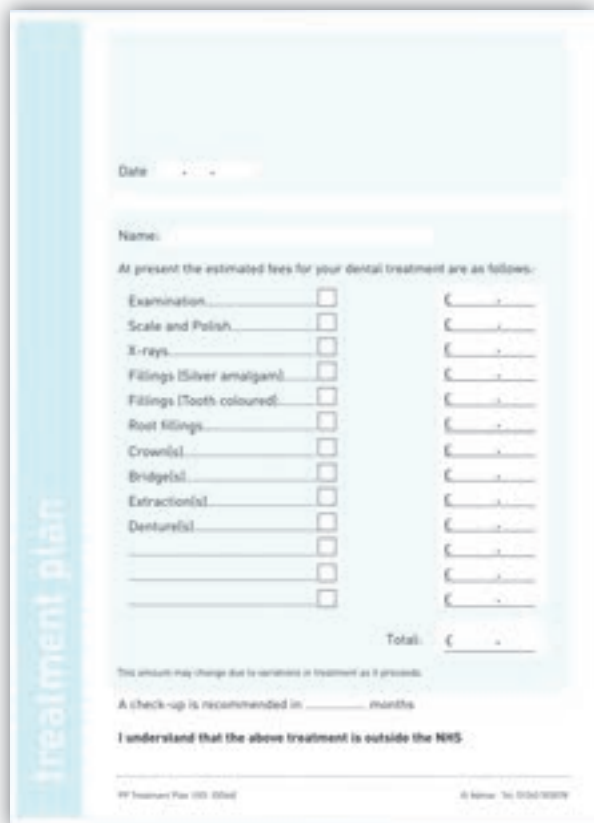 Date . .
Name:
At present the estimated fees for your dental treatment are as follows:-
Examination £ .
Scale and Polish £ .
X-rays £ .
Fillings (Silver amalgam) £ .
Fillings (Tooth coloured) £ .
Root fillings £ .
Crown(s) £ .
Bridge(s) £ .
Extraction(s) £ .
Denture(s) £ .
£ .
£ .
£ .
Total: £ .
This amount may change due to variations in treatment as it proceeds.
A check-up is recommended in months
I understand that the above treatment is outside the NHS
PP Treatment Plan
treatment plan